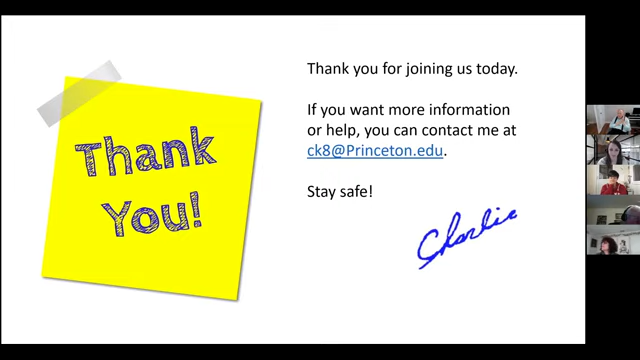 Thank
You!
Thank you for joining us today.
If you want more information
or help, you can contact me at
ck8@Princeton.edu.
Stay safe!
Charlie